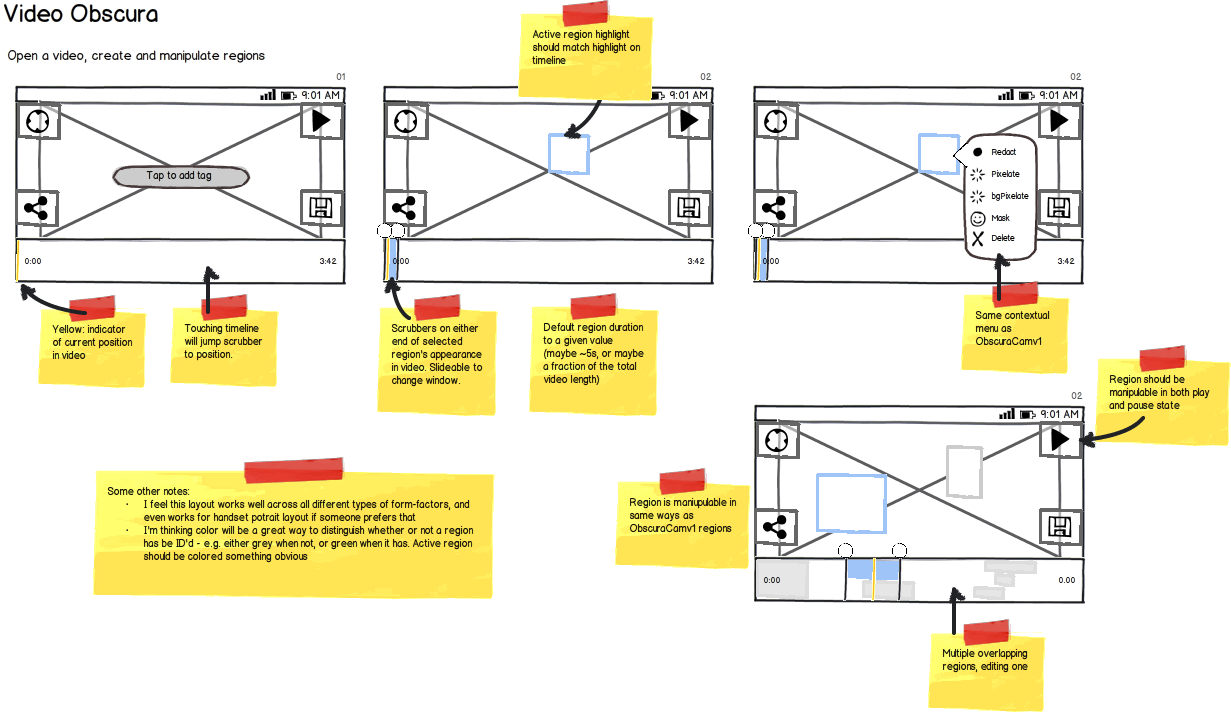 Video Obscura
Open a video, create and manipulate regions
Active region highlight
should match highlight on
timeline
01
9:01 AM
Tap to add tag
0:00
3:42
Yellow: indicator
of current position
in video
Touching timeline
will jump scrubber
to position.
02
9:01 AM
0:00
3:42
Scrubbers on either
end of selected
region's appearance
in video. Slideable to
change window.
Default region duration
to a given value
(maybe ~5s, or maybe
a fraction of the total
video length)
02
9:01 AM
Redact
Pixelate
bgPixelate
Mask
Delete
0:00
3:42
Same contextual
menu as
ObscuraCamv1
Region should be
manipulable in both play
and pause state
02
9:01 AM
0:00
0.00
Region is maniupulable in
same ways as
ObscuraCamv1 regions
Multiple overlapping
regions, editing one
Some other notes:
· I feel this layout works well across all different types of form-factors, and
even works for handset potrait layout if someone prefers that
· I'm thinking color will be a great way to distinguish whether or not a region
has be ID'd - e.g. either grey when not, or green when it has. Active region
should be colored something obvious